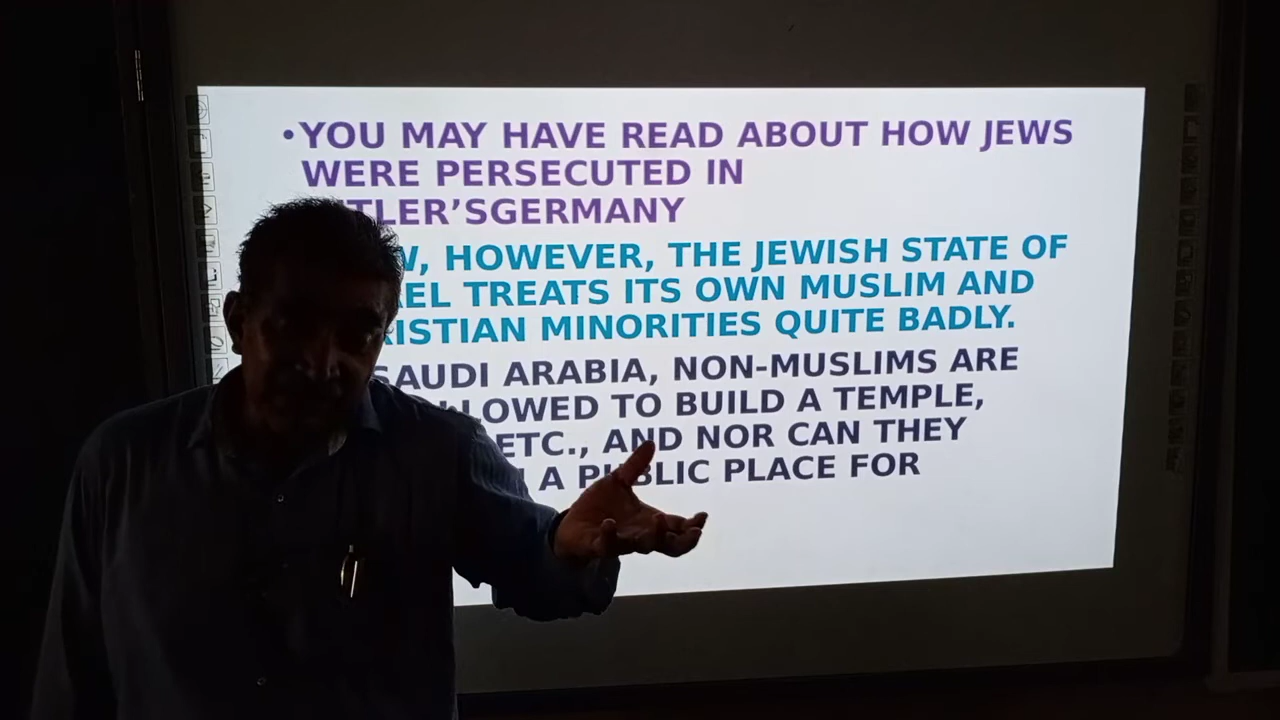 •YOU MAY HAVE READ ABOUT HOW JEWS
WERE PERSECUTED IN
TLER’SGERMANY
W, HOWEVER, THE JEWISH STATE OF
EL TREATS ITS OWN MUSLIM AND
RISTIAN MINORITIES QUITE BADLY.
SAUDI ARABIA, NON-MUSLIMS ARE
LOWED TO BUILD A TEMPLE,
ETC., AND NOR CAN THEY
A PUBLIC PLACE FOR